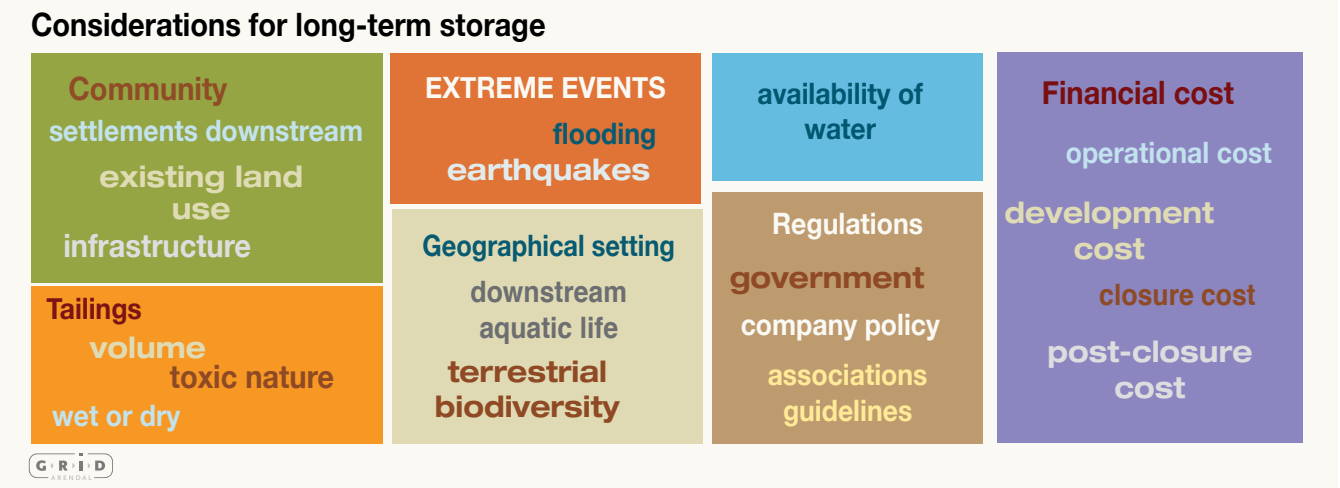 Considerations for long-term storage
Community
settlements downstream
existing land
use
infrastructure
Tailings
volume
toxic nature
wet or dry
EXTREME EVENTS
flooding
earthquakes
Geographical setting
downstream
aquatic life
terrestrial
biodiversity
availability of
water
Regulations
government
company policy
associations
guidelines
Financial cost
operational cost
development
cost
closure cost
post-closure
cost
GRiD
ARENDAL